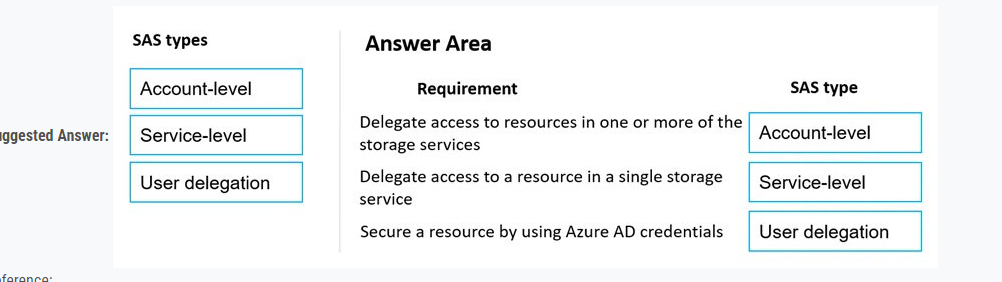 SAS types
Answer Area
Account-level
Service-level
User delegation
Requirement
SAS type
Delegate access to resources in one or more of the
storage services
Account-level
Delegate access to a resource in a single storage
service
Service-level
Secure a resource by using Azure AD credentials
User delegation
uggested Answer: